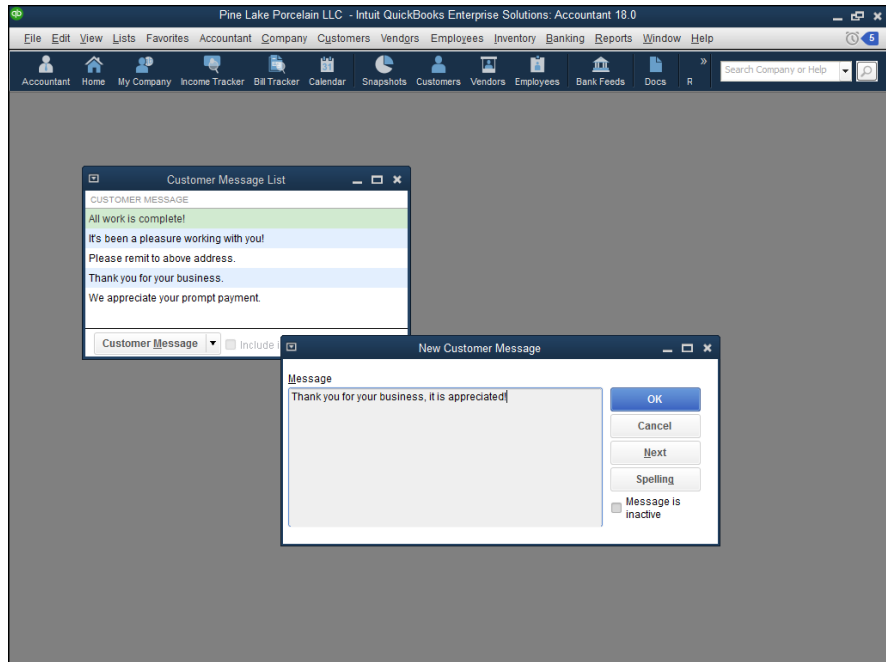 qb Pine Lake Porcelain LLC - Intuit QuickBooks Enterprise Solutions: Accountant 18.0
File Edit View Lists Favorites Accountant Company Customers Vendors Employees Inventory Banking Reports Window Help 5
31
Accountant Home My Company Income Tracker Bill Tracker Calendar Snapshots Customers Vendors Employees Bank Feeds Docs R » Search Company or Help
Customer Message List
CUSTOMER MESSAGE
All work is complete!
It's been a pleasure working with you!
Please remit to above address.
Thank you for your business.
We appreciate your prompt payment.
Customer Message Include i
New Customer Message
Message
Thank you for your business, it is appreciated!
OK
Cancel
Next
Spelling
Message is
inactive